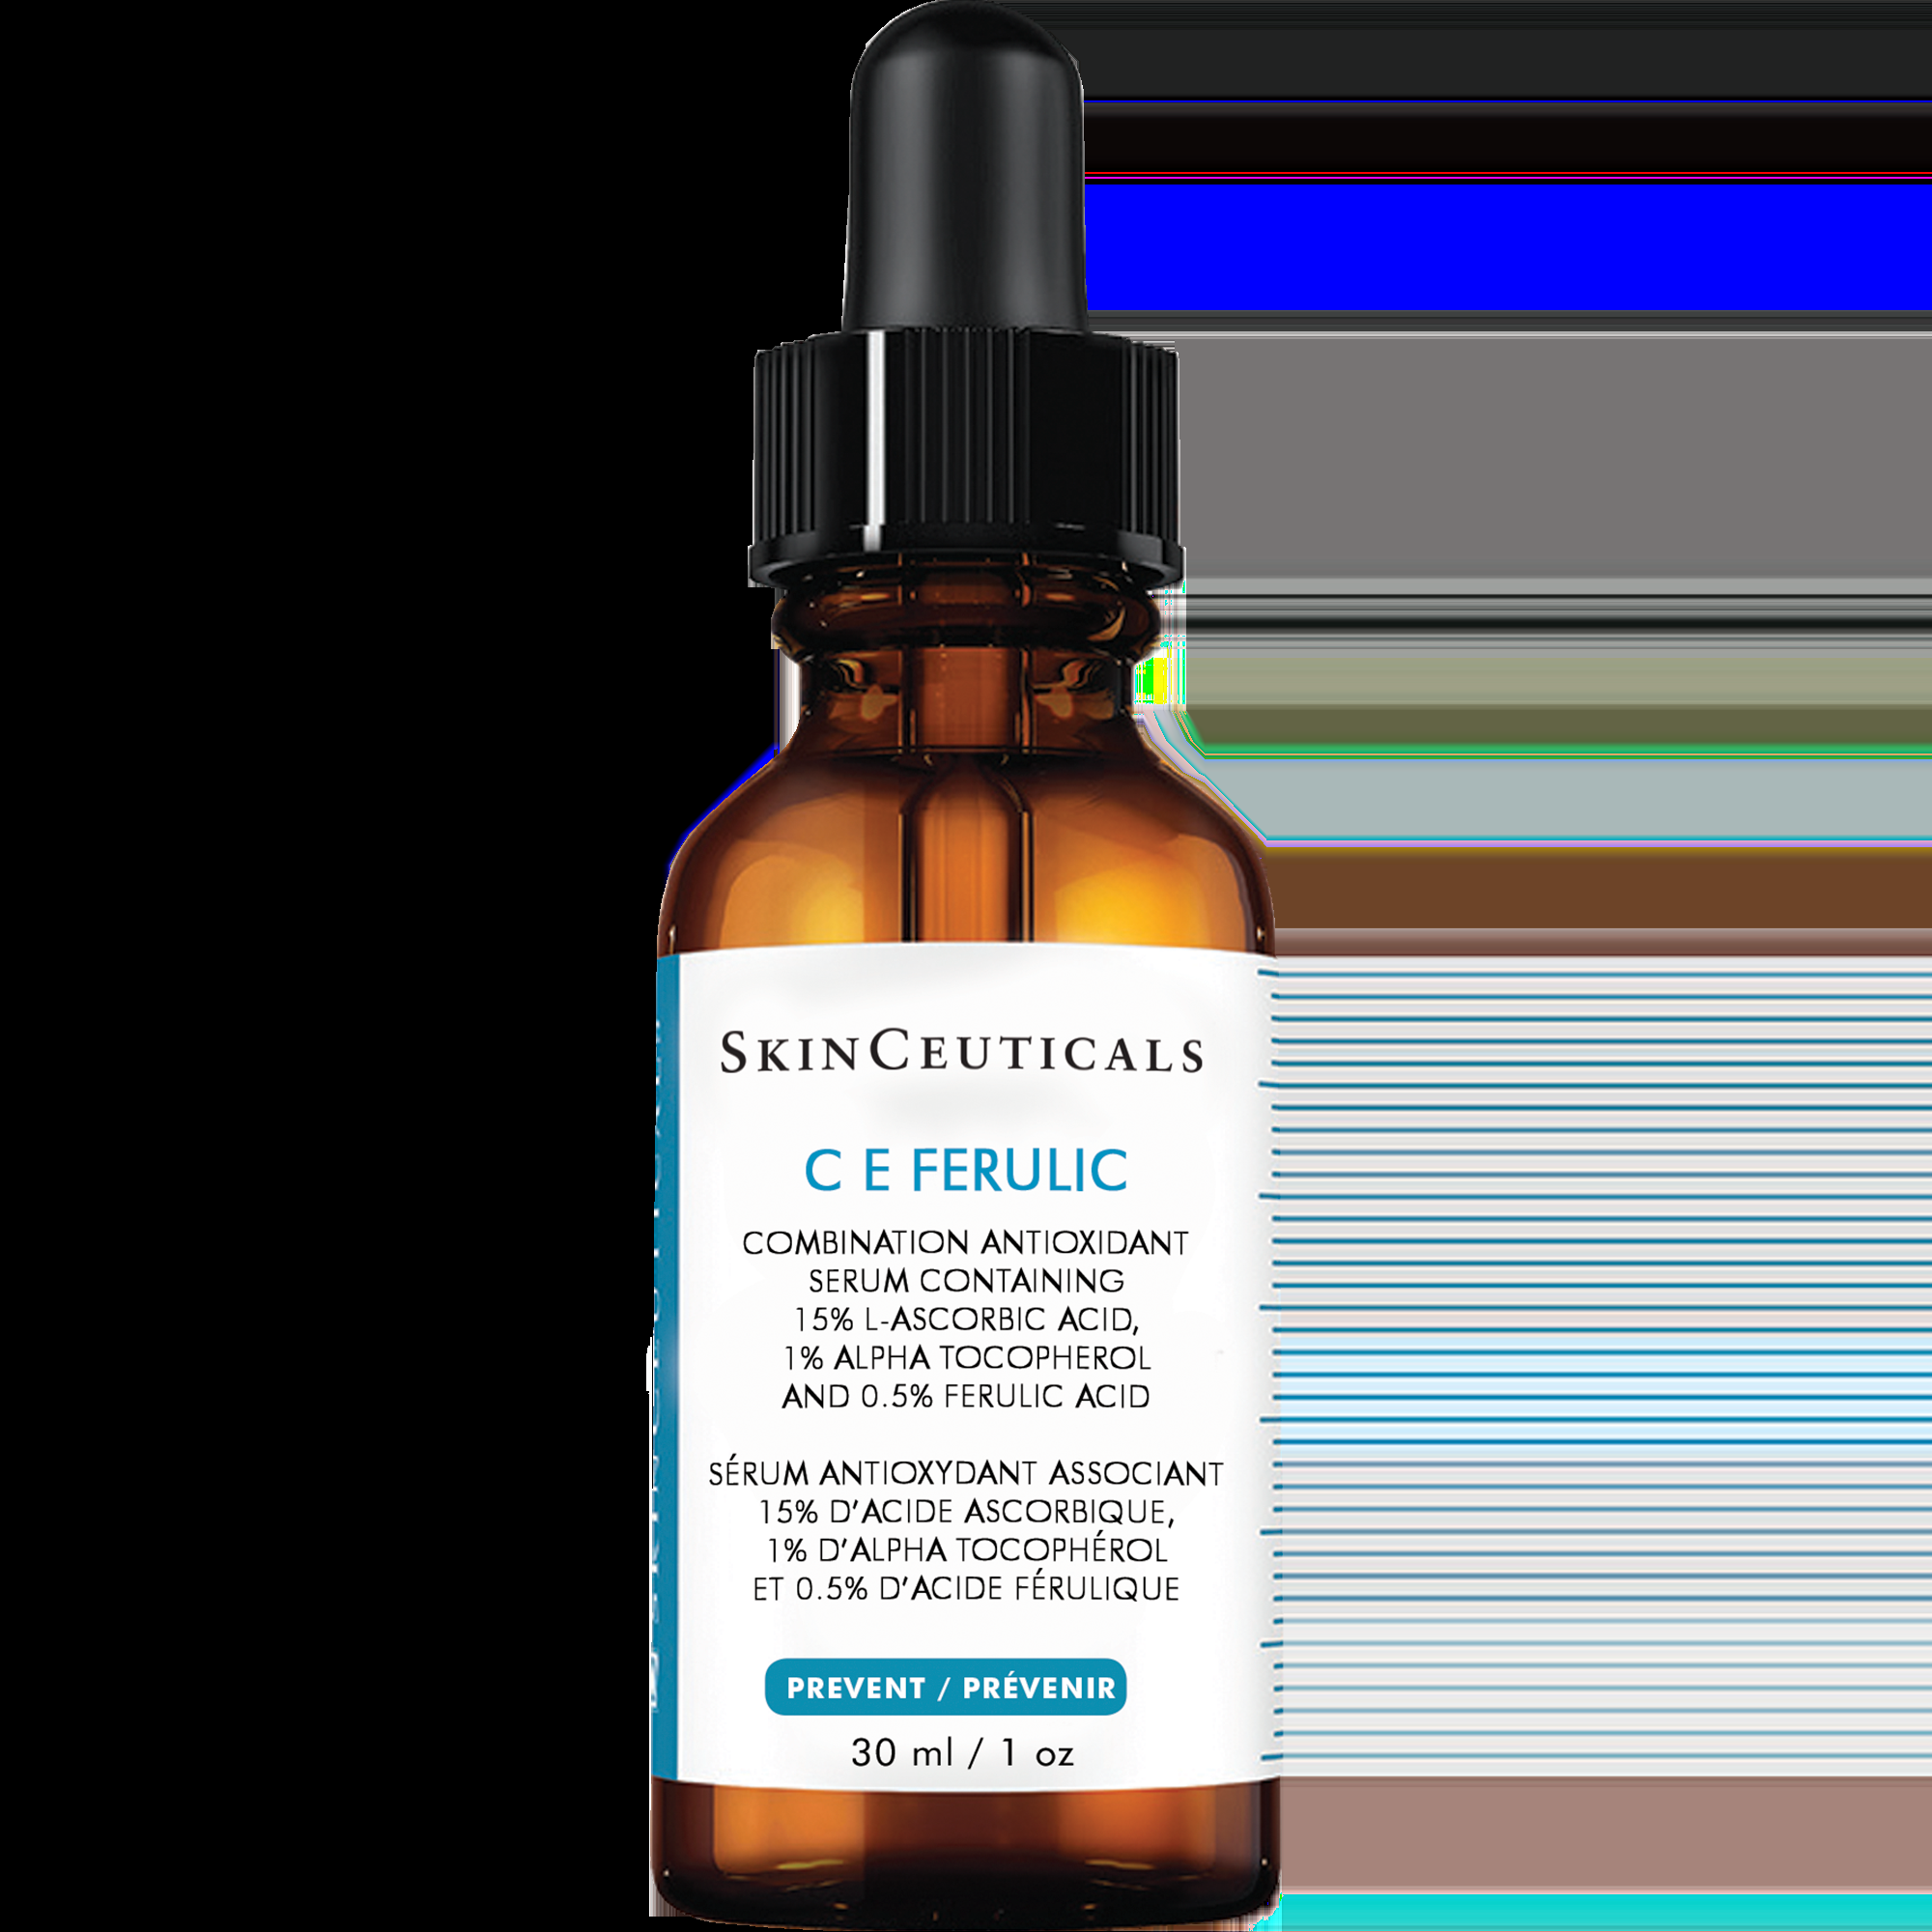 SKINCEUTICALS
C E FERULIC
COMBINATION ANTIOXIDANT
SERUM CONTAINING
15% L-ASCORBIC ACID,
1% ALPHA TOCOPHEROL
AND 0.5% FERULIC ACID
SÉRUM ANTIOXYDANT ASSOCIANT
15% D'ACIDE ASCORBIQUE,
1% D'ALPHA TOCOPHÉROL
ET 0.5% D'ACIDE FÉRULIQUE
PREVENT / PRÉVENIR
30 ml / 1 oz